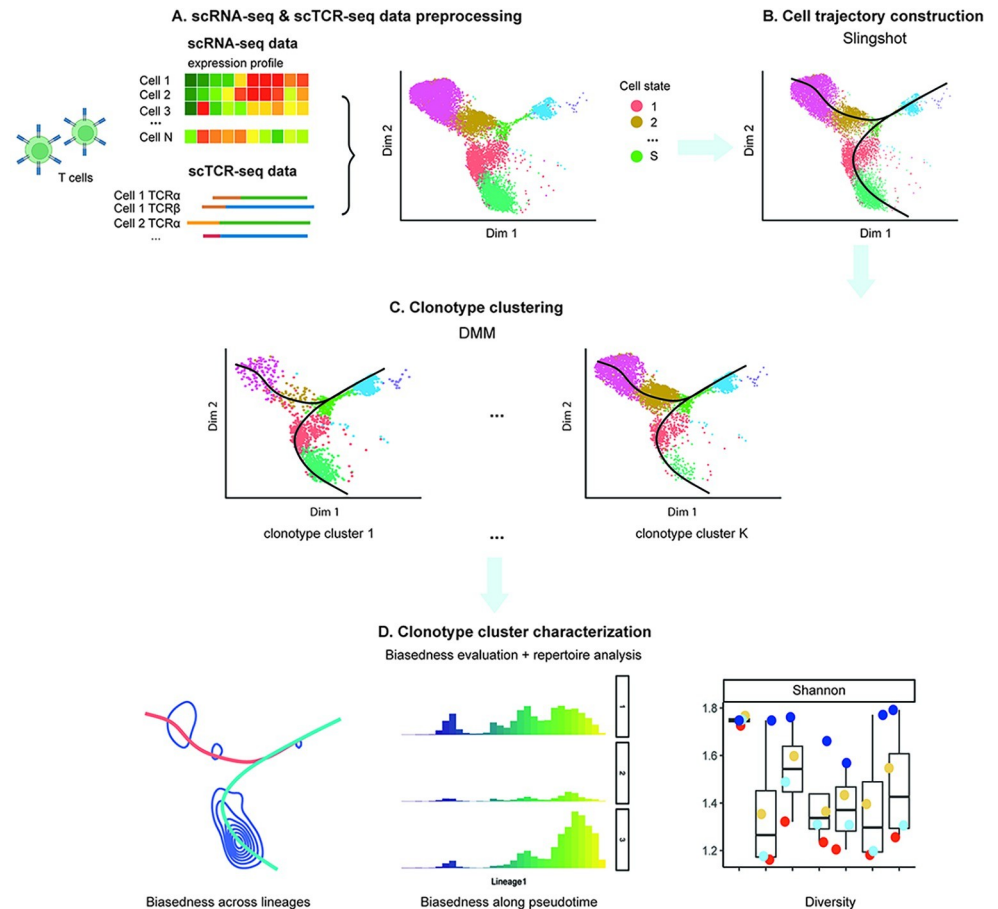 A. scRNA-seq & scTCR-seq data preprocessing
scRNA-seq data
expression profile
Cell 1
Cell 2
Cell 3
...
Cell N
T cells
scTCR-seq data
Cell 1 TCRα
Cell 1 TCRβ
Cell 2 TCRα
...
Dim 2
Dim 1
Cell state
1
2
...
S
B. Cell trajectory construction
Slingshot
Dim 2
Dim 1
C. Clonotype clustering
DMM
Dim 2
Dim 1
clonotype cluster 1
...
...
Dim 2
Dim 1
clonotype cluster K
D. Clonotype cluster characterization
Biasedness evaluation + repertoire analysis
Biasedness across lineages
1
2
3
Lineage1
Biasedness along pseudotime
Shannon
1.8
1.6
1.4
1.2
Diversity